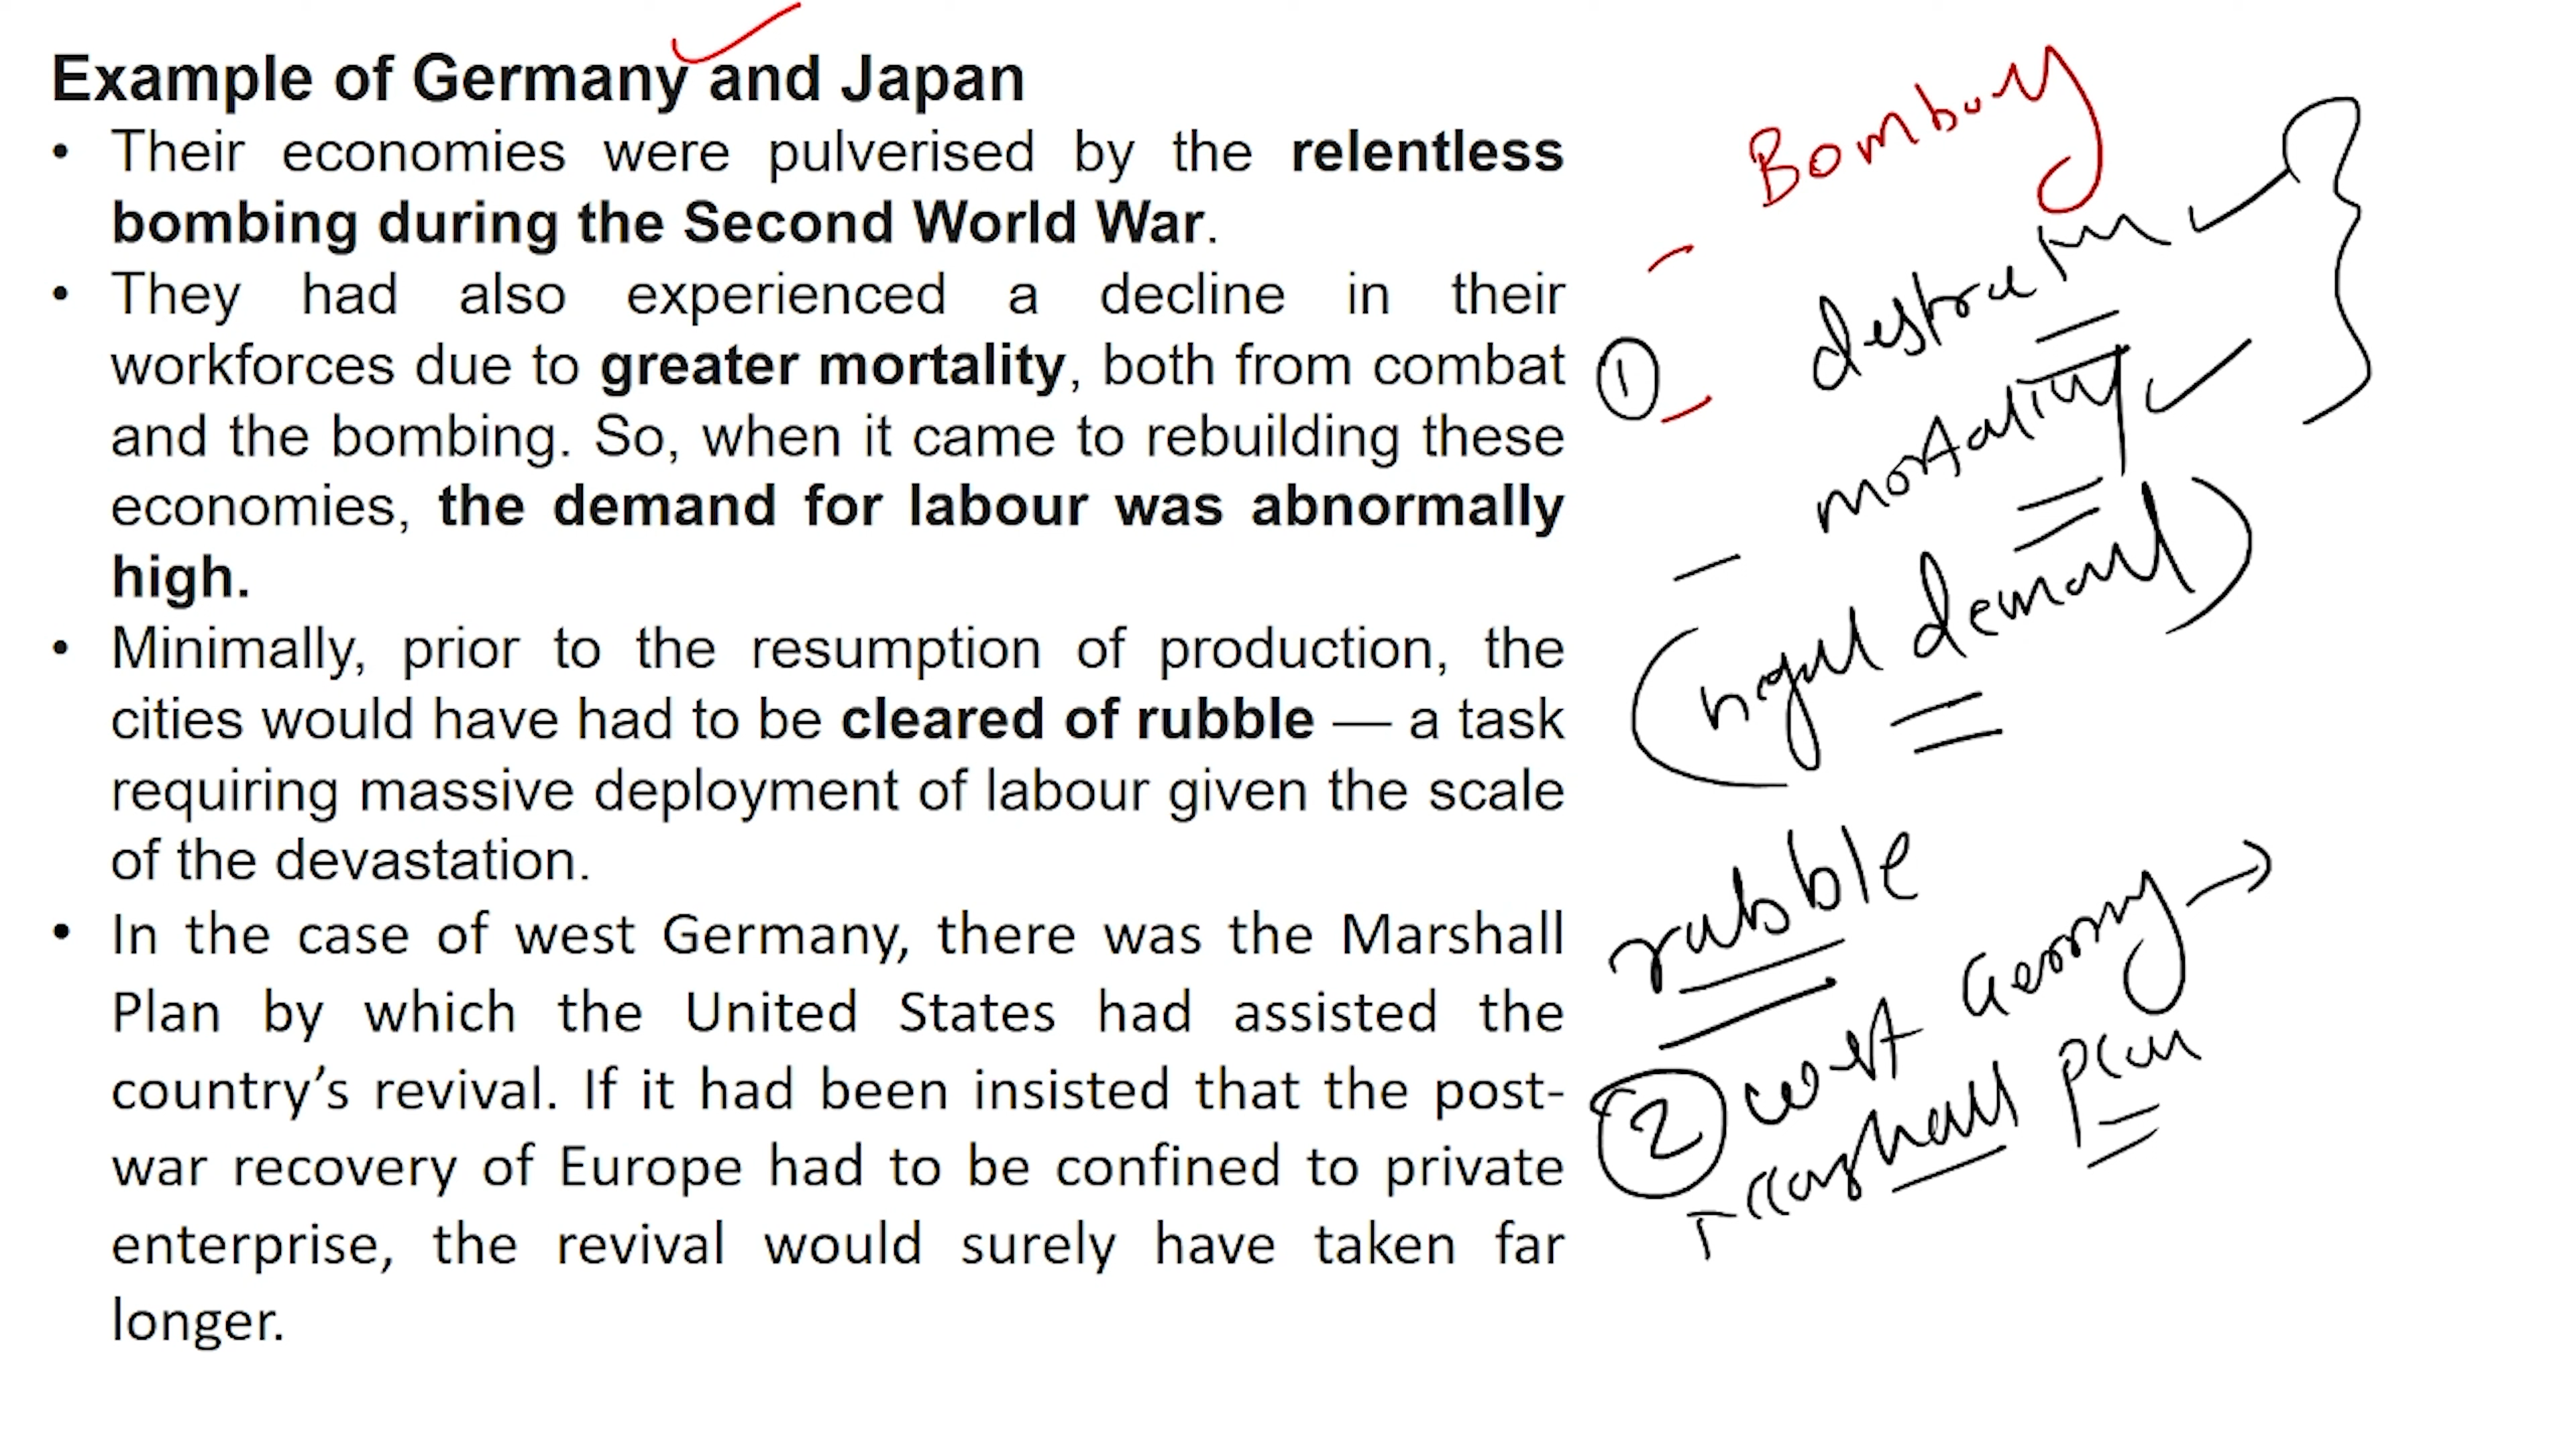 Example of Germany and Japan
• Their economies were pulverised by the relentless
bombing during the Second World War.
• They had also experienced a decline in their
workforces due to greater mortality, both from combat
and the bombing. So, when it came to rebuilding these
economies, the demand for labour was abnormally
high.
• Minimally, prior to the resumption of production, the
cities would have had to be cleared of rubble — a task
requiring massive deployment of labour given the scale
of the devastation.
• In the case of west Germany, there was the Marshall
Plan by which the United States had assisted the
country’s revival. If it had been insisted that the post-
war recovery of Europe had to be confined to private
enterprise, the revival would surely have taken far
longer.
①
mortality
demand
rubble
② west Germany →
Marshall Plan